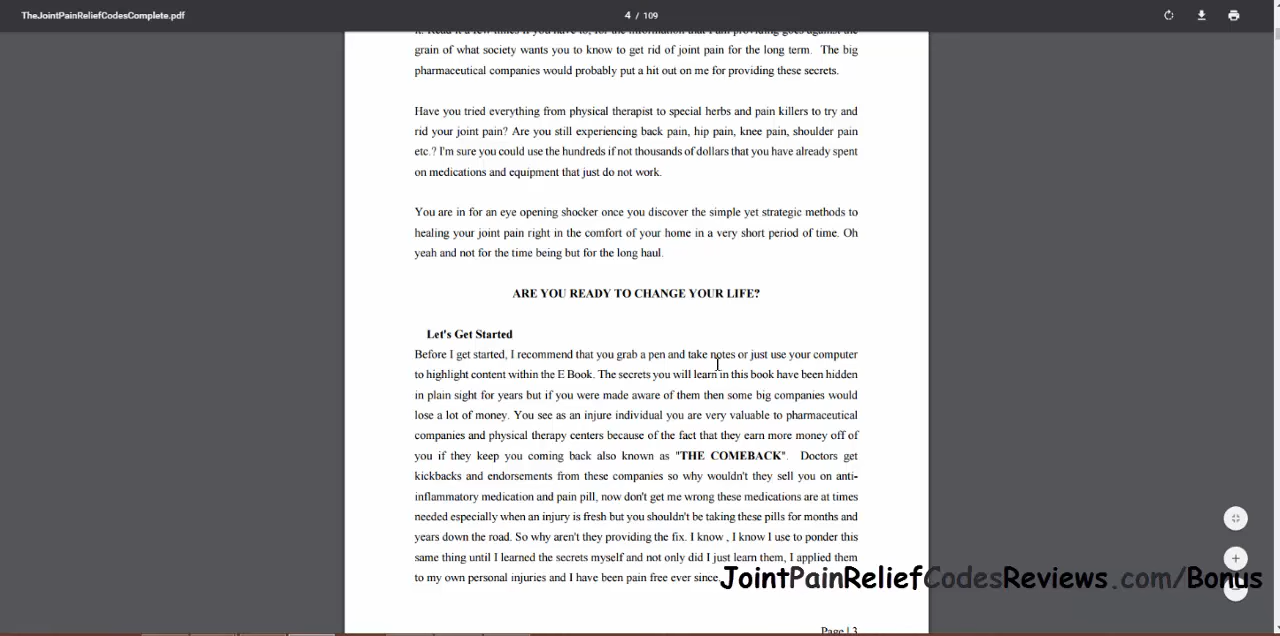 TheJointPainReliefCodesComplete.pdf
4 / 109
it. Read it a few times if you have to, for the information that I am providing goes against the
grain of what society wants you to know to get rid of joint pain for the long term. The big
pharmaceutical companies would probably put a hit out on me for providing these secrets.
Have you tried everything from physical therapist to special herbs and pain killers to try and
rid your joint pain? Are you still experiencing back pain, hip pain, knee pain, shoulder pain
etc.? I'm sure you could use the hundreds if not thousands of dollars that you have already spent
on medications and equipment that just do not work.
You are in for an eye opening shocker once you discover the simple yet strategic methods to
healing your joint pain right in the comfort of your home in a very short period of time. Oh
yeah and not for the time being but for the long haul.
ARE YOU READY TO CHANGE YOUR LIFE?
Let's Get Started
Before I get started, I recommend that you grab a pen and take notes or just use your computer
to highlight content within the E Book. The secrets you will learn in this book have been hidden
in plain sight for years but if you were made aware of them then some big companies would
lose a lot of money. You see as an injure individual you are very valuable to pharmaceutical
companies and physical therapy centers because of the fact that they earn more money off of
you if they keep you coming back also known as "THE COMEBACK". Doctors get
kickbacks and endorsements from these companies so why wouldn't they sell you on anti-
inflammatory medication and pain pill, now don't get me wrong these medications are at times
needed especially when an injury is fresh but you shouldn't be taking these pills for months and
years down the road. So why aren't they providing the fix. I know , I know I use to ponder this
same thing until I learned the secrets myself and not only did I just learn them, I applied them
to my own personal injuries and I have been pain free ever since.
JointPainReliefCodesReviews.com/Bonus
Page | 3